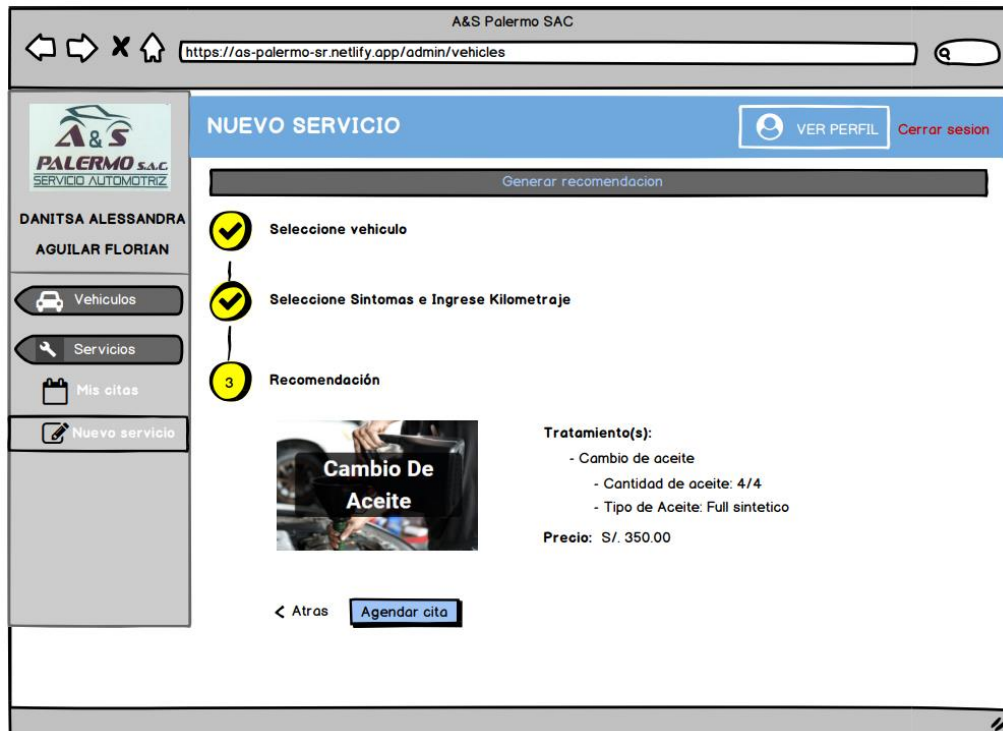 A&S Palermo SAC
https://as-palermo-sr.netlify.app/admin/vehicles
A&S
PALERMO S.A.C.
SERVICIO AUTOMOTRIZ
DANITSA ALESSANDRA
AGUILAR FLORIAN
Vehiculos
Servicios
Mis citas
Nuevo servicio
NUEVO SERVICIO
VER PERFIL
Cerrar sesion
Generar recomendacion
Seleccione vehiculo
Seleccione Sintomas e Ingrese Kilometraje
3
Recomendación
Cambio De
Aceite
Tratamiento(s):
- Cambio de aceite
- Cantidad de aceite: 4/4
- Tipo de Aceite: Full sintetico
Precio: S/. 350.00
Atras
Agendar cita